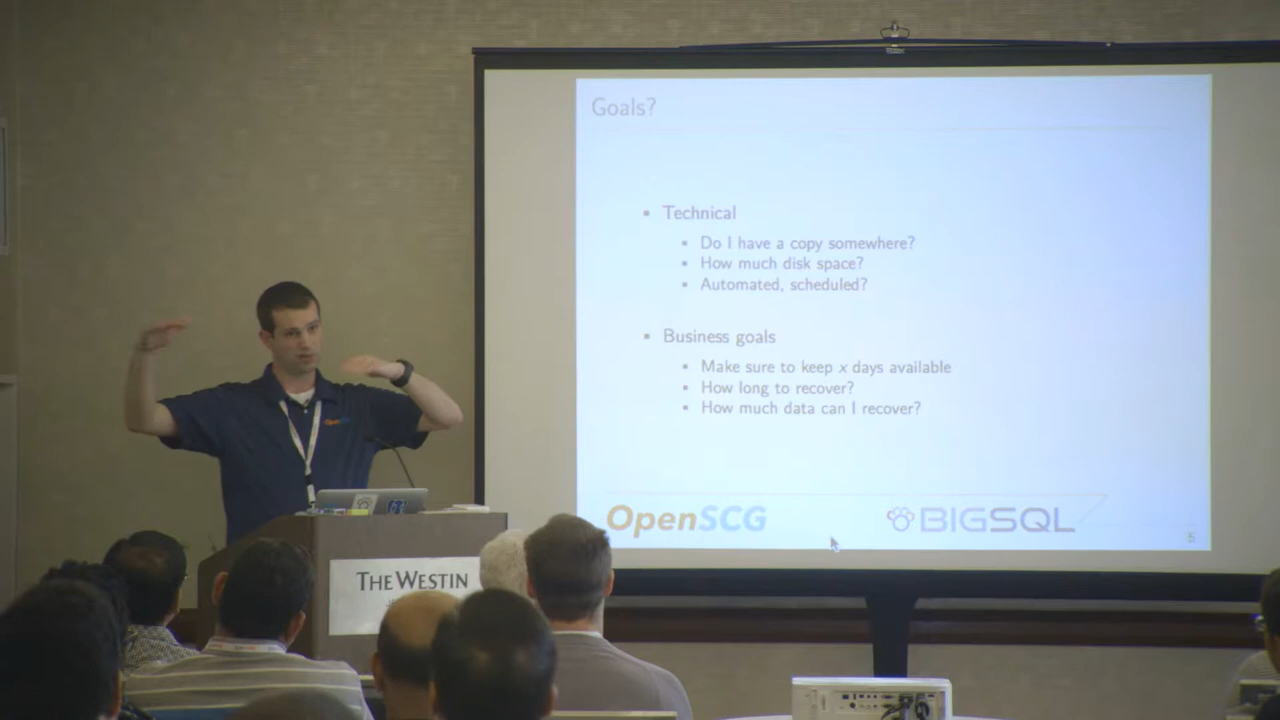 Goals?
Technical
Do I have a copy somewhere?
How much disk space?
Automated, scheduled?
Business goals
Make sure to keep x days available
How long to recover?
How much data can I recover?
OpenSCG
BIGSQL
5
THE WESTIN